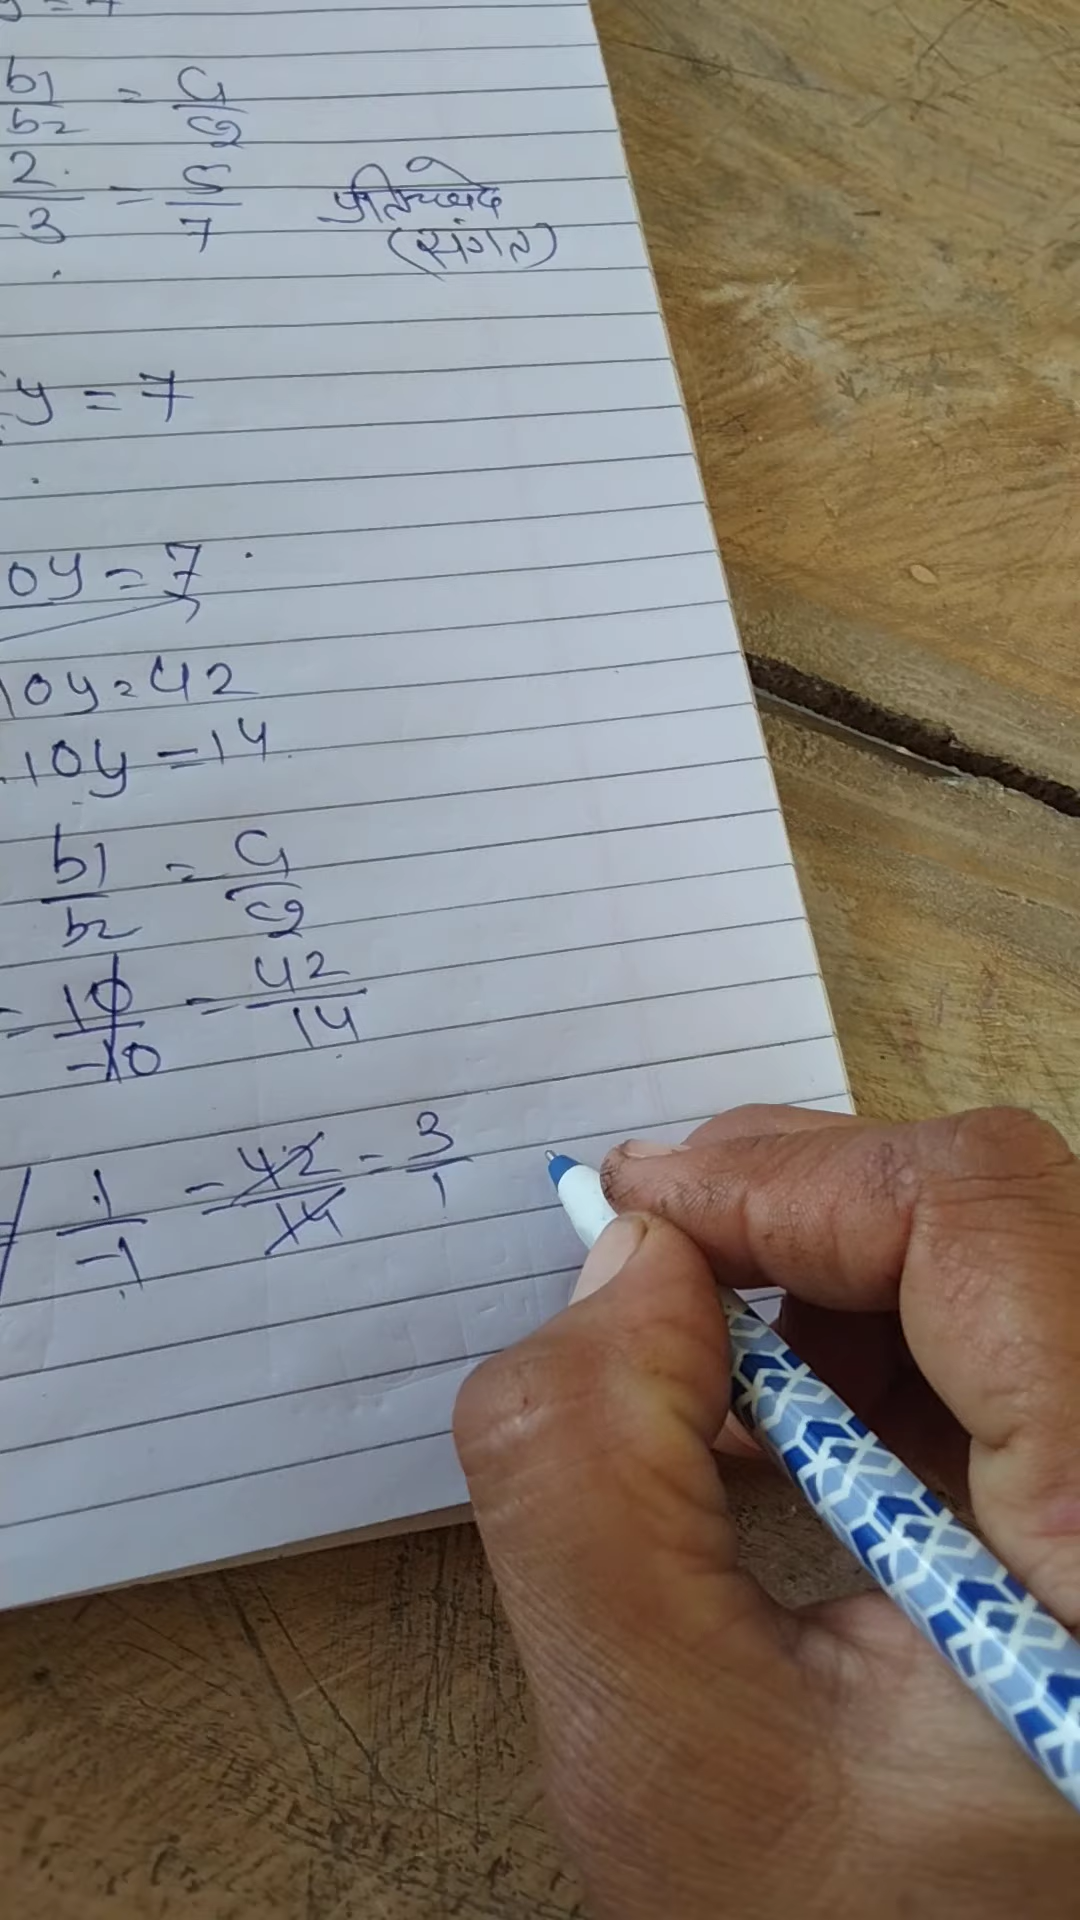 y = 7
b1/b2 = c1/c2
2/-3 = 5/7 प्रतिच्छेद
(संगत)
y = 7
0y = 7
10y = 42
10y = 14
b1/b2 = c1/c2
= 10/-10 = 42/14
= 1/-1 = 42/14 = 3/1